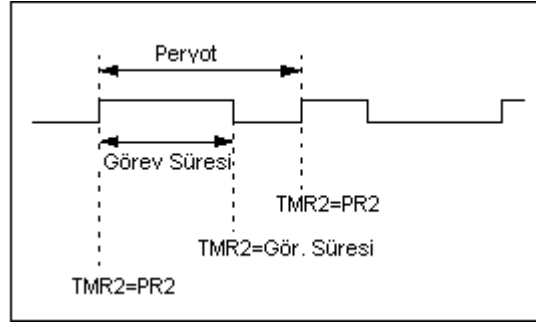 Peryot
Görev Süresi
TMR2=PR2
TMR2=Gör. Süresi
TMR2=PR2